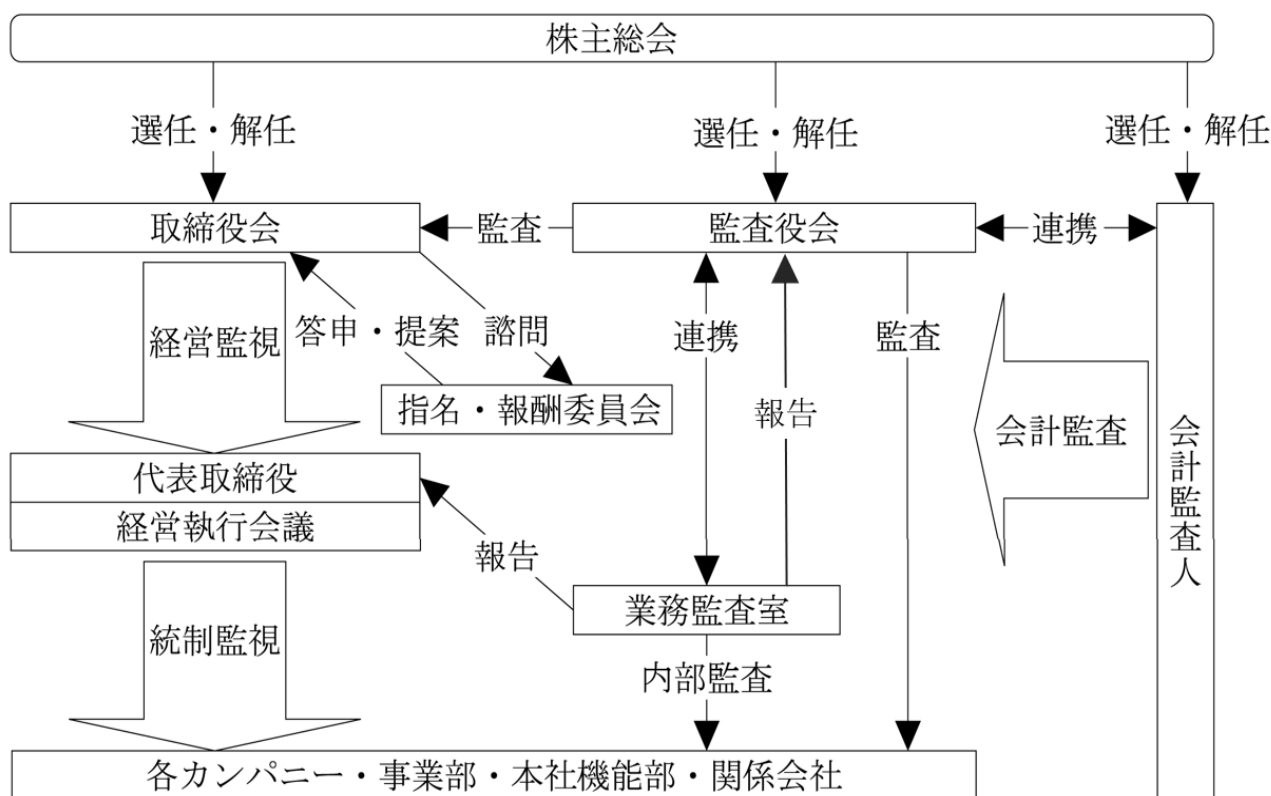 株主総会
選任・解任
選任・解任
選任・解任
取締役会
監査
監査役会
連携
経営監視
答申・提案
諮問
連携
監査
指名・報酬委員会
報告
会計監査
会計監査人
代表取締役
経営執行会議
報告
業務監査室
統制監視
内部監査
各カンパニー・事業部・本社機能部・関係会社